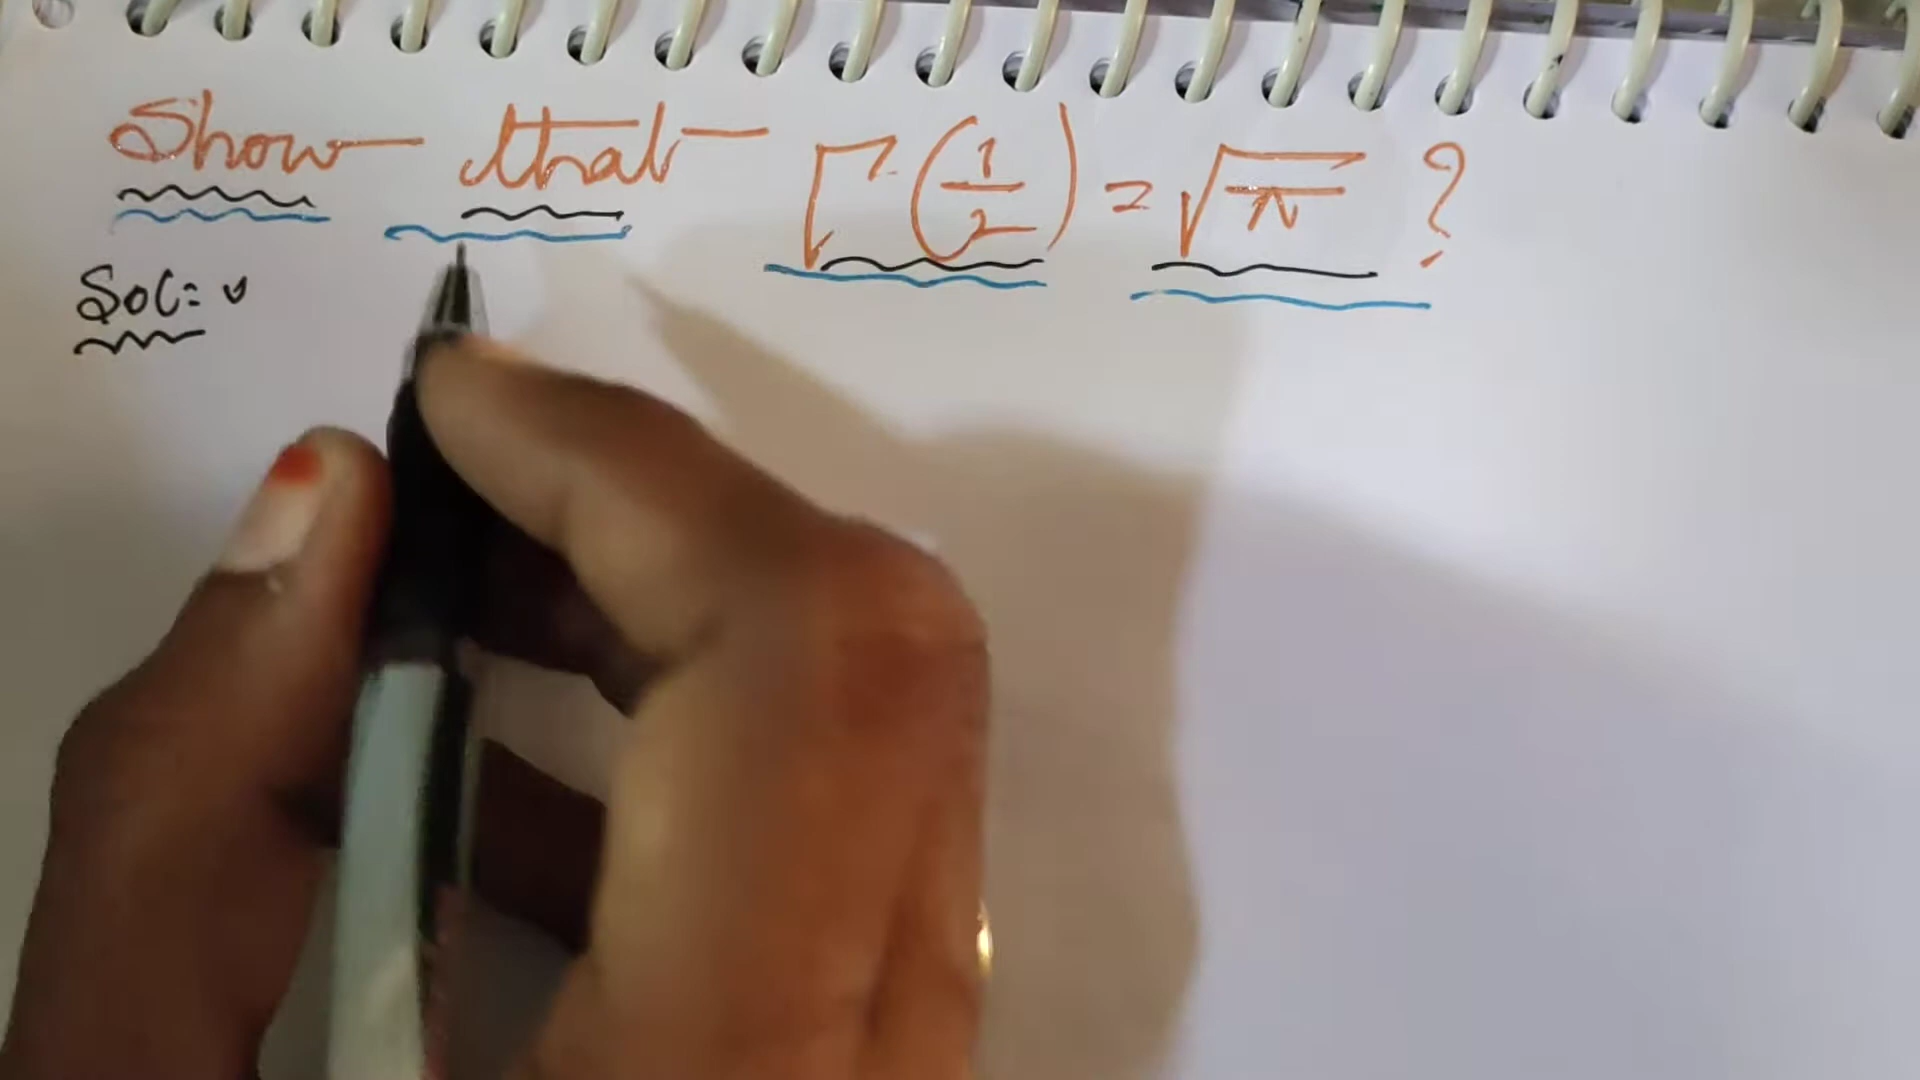 Show that Γ(1/2) = √π ?
Sol: